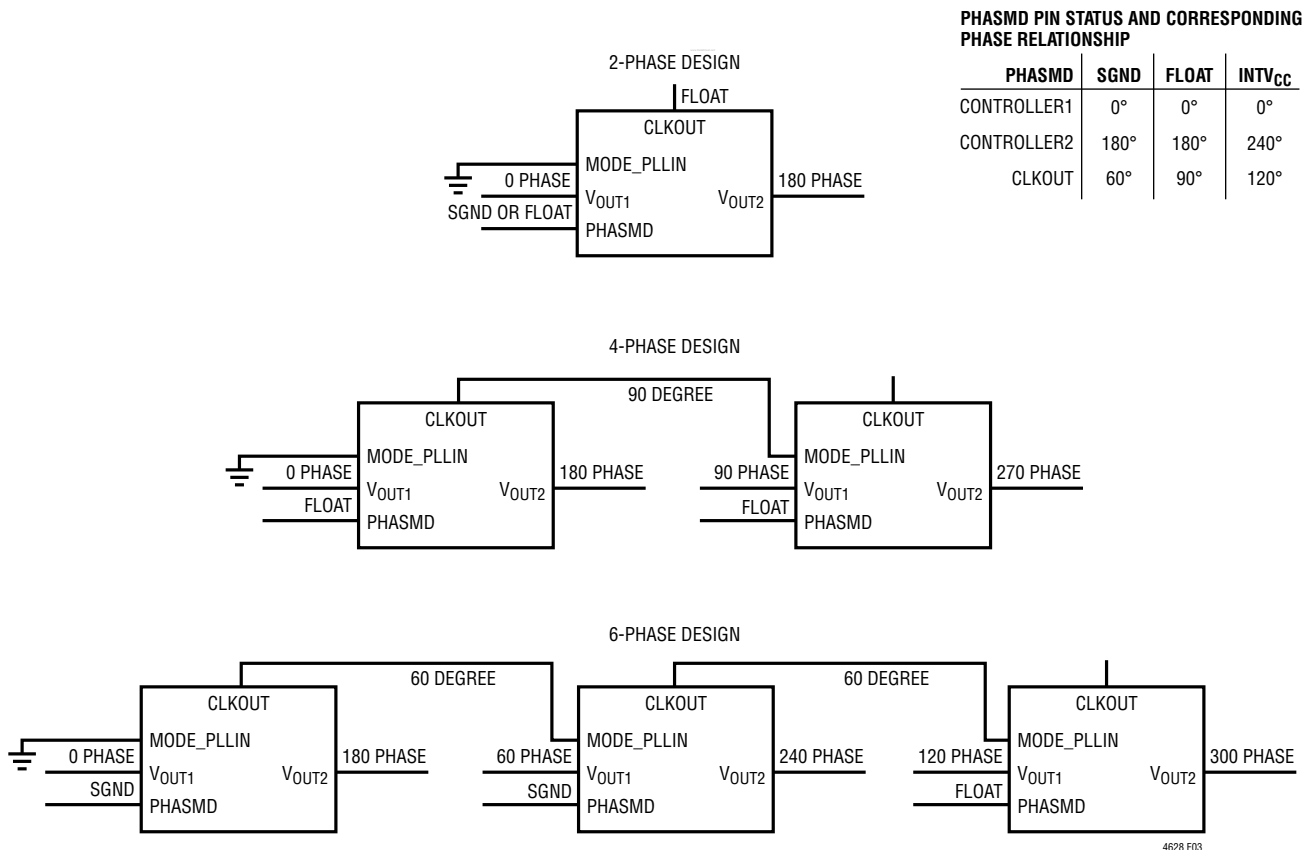 PHASMD PIN STATUS AND CORRESPONDING
PHASE RELATIONSHIP
PHASMD SGND FLOAT INTVCC
CONTROLLER1 0° 0° 0°
CONTROLLER2 180° 180° 240°
CLKOUT 60° 90° 120°
2-PHASE DESIGN
FLOAT
CLKOUT
MODE_PLLIN
0 PHASE
VOUT1
VOUT2
180 PHASE
SGND OR FLOAT
PHASMD
4-PHASE DESIGN
90 DEGREE
CLKOUT
MODE_PLLIN
0 PHASE
VOUT1
VOUT2
180 PHASE
FLOAT
PHASMD
CLKOUT
MODE_PLLIN
90 PHASE
VOUT1
VOUT2
270 PHASE
FLOAT
PHASMD
6-PHASE DESIGN
60 DEGREE
60 DEGREE
CLKOUT
MODE_PLLIN
0 PHASE
VOUT1
VOUT2
180 PHASE
SGND
PHASMD
CLKOUT
MODE_PLLIN
60 PHASE
VOUT1
VOUT2
240 PHASE
SGND
PHASMD
CLKOUT
MODE_PLLIN
120 PHASE
VOUT1
VOUT2
300 PHASE
FLOAT
PHASMD
4628 F03